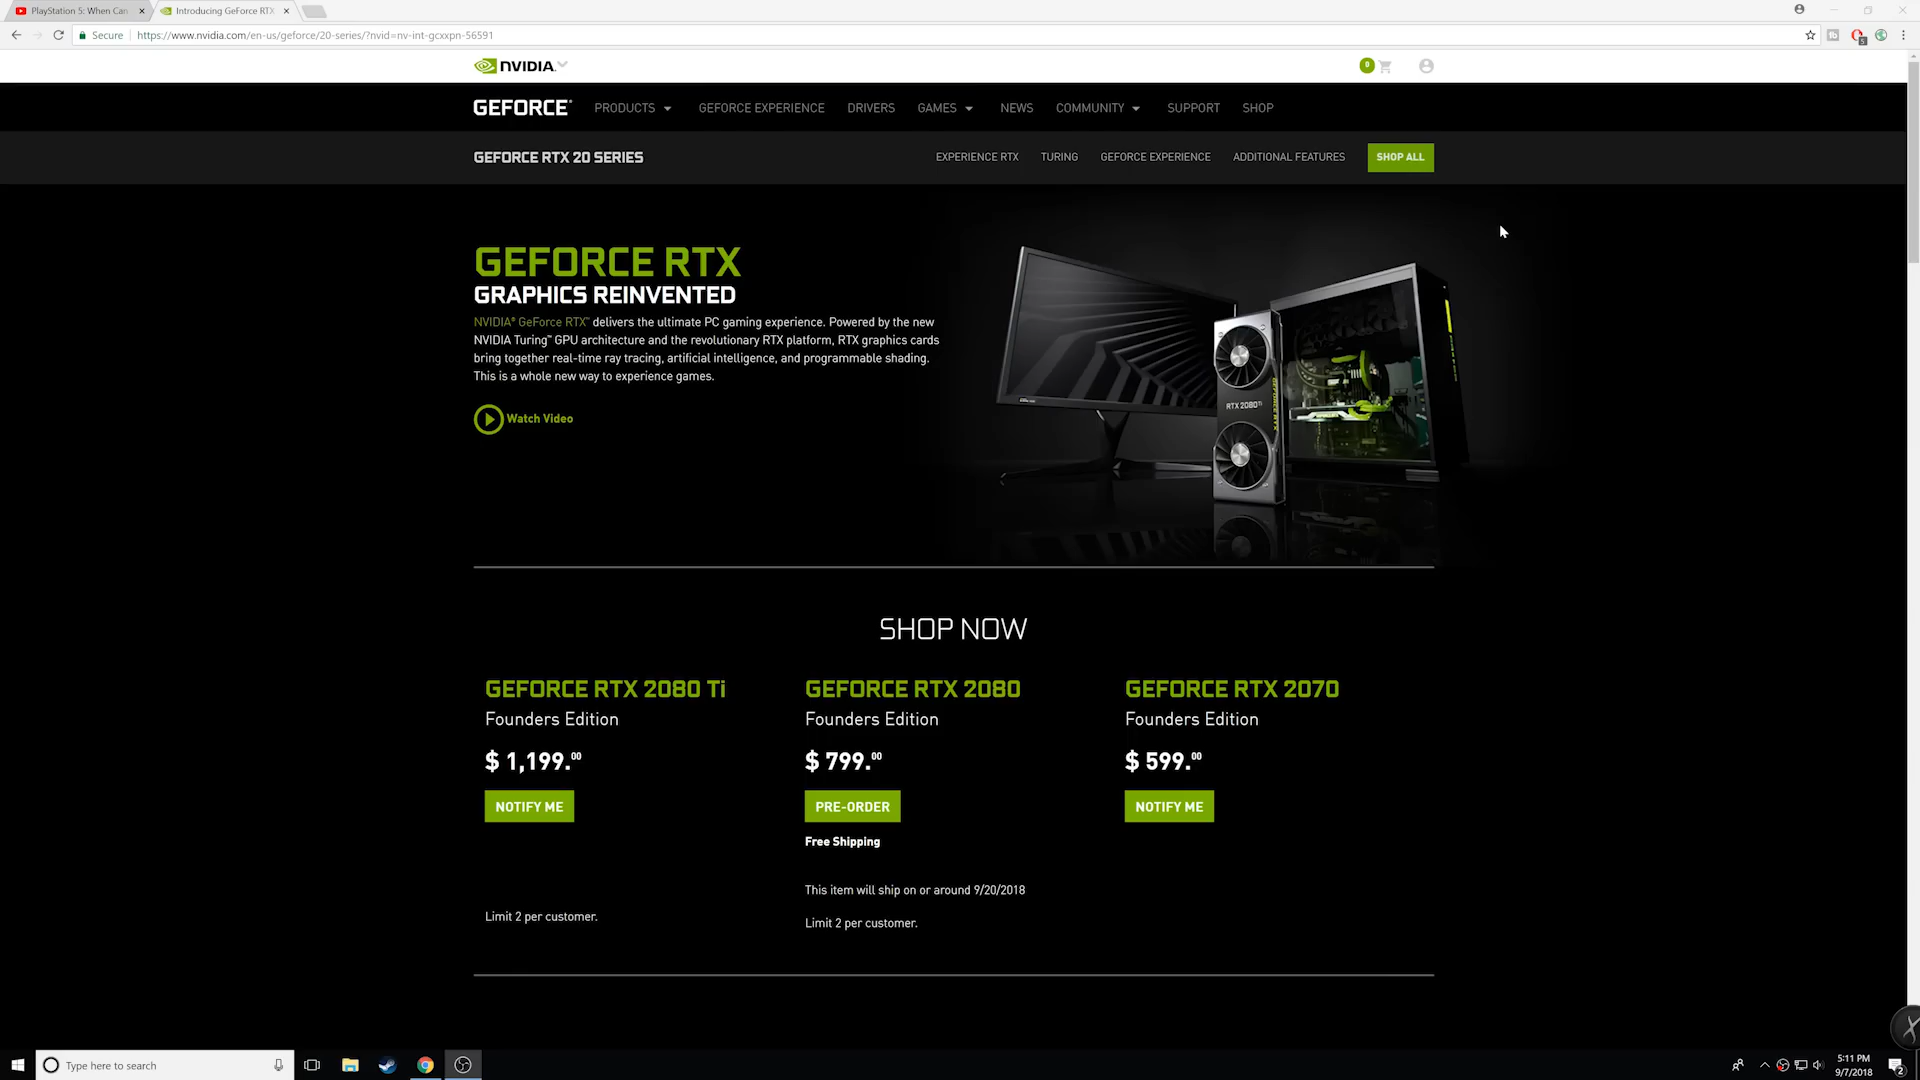 PlayStation 5: When Can
Introducing GeForce RTX
Secure
https://www.nvidia.com/en-us/geforce/20-series/?nvid=nv-int-gcxxpn-56591
NVIDIA.
0
GEFORCE
PRODUCTS
GEFORCE EXPERIENCE
DRIVERS
GAMES
NEWS
COMMUNITY
SUPPORT
SHOP
GEFORCE RTX 20 SERIES
EXPERIENCE RTX
TURING
GEFORCE EXPERIENCE
ADDITIONAL FEATURES
SHOP ALL
GEFORCE RTX
GRAPHICS REINVENTED
NVIDIA® GeForce RTX™ delivers the ultimate PC gaming experience. Powered by the new
NVIDIA Turing™ GPU architecture and the revolutionary RTX platform, RTX graphics cards
bring together real-time ray tracing, artificial intelligence, and programmable shading.
This is a whole new way to experience games.
Watch Video
RTX 2080Ti
GEFORCE RTX
SHOP NOW
GEFORCE RTX 2080 Ti
Founders Edition
$ 1,199.00
NOTIFY ME
Limit 2 per customer.
GEFORCE RTX 2080
Founders Edition
$ 799.00
PRE-ORDER
Free Shipping
This item will ship on or around 9/20/2018
Limit 2 per customer.
GEFORCE RTX 2070
Founders Edition
$ 599.00
NOTIFY ME
Type here to search
5:11 PM
9/7/2018
2